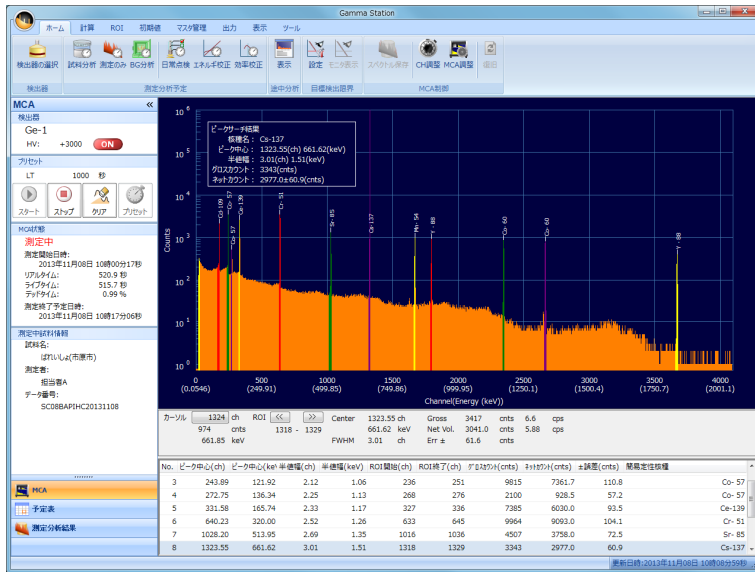 Gamma Station
ホーム 計算 ROI 初期値 マスタ管理 出力 表示 ツール
検出器の選択 試料分析 測定のみ BG分析 日常点検 エネルギ校正 効率校正 表示 設定 モニタ表示 スペクトル保存 CH調整 MCA調整 復旧
検出器 測定分析予定 途中分析 目標検出限界 MCA制御
MCA «
検出器
Ge-1
HV: +3000 ON
プリセット
LT 1000 秒
スタート ストップ クリア プリセット
MCA状態
測定中
測定開始日時:
2013年11月08日 10時00分17秒
リアルタイム: 520.9 秒
ライブタイム: 515.7 秒
デッドタイム: 0.99 %
測定終了予定日時:
2013年11月08日 10時17分06秒
測定中試料情報
試料名:
ばれいしょ(市原市)
測定者:
担当者A
データ番号:
SC08BAPIHC20131108
MCA
予定表
測定分析結果
ピークサーチ結果
核種名: Cs-137
ピーク中心: 1323.55(ch) 661.62(keV)
半値幅: 3.01(ch) 1.51(keV)
グロスカウント: 3343(cnts)
ネットカウント: 2977.0±60.9(cnts)
Counts
10 6
10 5
10 4
10 3
10 2
10 1
10 0
Cd-109
Co- 57
Co- 57
Ce-139
Cr- 51
Sr- 85
Cs-137
Mn- 54
Y - 88
Co- 60
Co- 60
Y - 88
0 500 1000 1500 2000 2500 3000 3500 4000
(0.0546) (249.91) (499.85) (749.86) (999.95) (1250.1) (1500.4) (1750.7) (2001.1)
Channel(Energy (keV))
カーソル 1324 ch ROI << >> Center 1323.55 ch Gross 3417 cnts 6.6 cps
974 cnts 1318 - 1329 661.62 keV Net Vol. 3041.0 cnts 5.88 cps
661.85 keV FWHM 3.01 ch Err ± 61.6 cnts
No. ピーク中心(ch) ピーク中心(keV 半値幅(ch) 半値幅(keV) ROI開始(ch) ROI終了(ch) グロスカウント(cnts) ネットカウント(cnts) ±誤差(cnts) 簡易定性核種
3 243.89 121.92 2.12 1.06 236 251 9815 7361.7 110.8 Co- 57
4 272.75 136.34 2.25 1.13 268 276 2100 928.5 57.2 Co- 57
5 331.58 165.74 2.33 1.17 327 336 7385 6030.0 93.5 Ce-139
6 640.23 320.00 2.52 1.26 633 645 9964 9093.0 104.1 Cr- 51
7 1028.20 513.95 2.69 1.35 1016 1036 4507 3758.0 72.5 Sr- 85
8 1323.55 661.62 3.01 1.51 1318 1329 3343 2977.0 60.9 Cs-137
更新日時:2013年11月08日 10時08分59秒